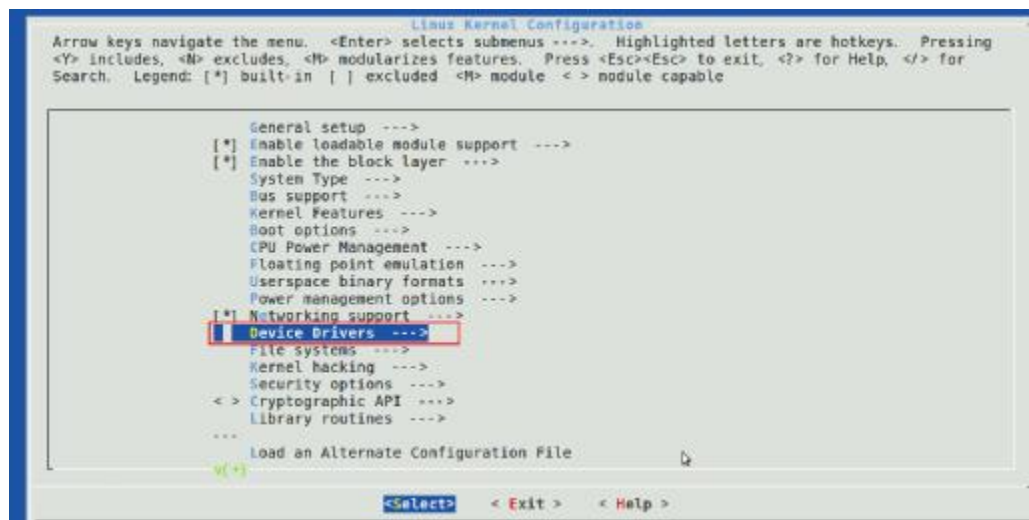 Linux Kernel Configuration
Arrow keys navigate the menu.  <Enter> selects submenus --->.  Highlighted letters are hotkeys.  Pressing
<Y> includes, <N> excludes, <M> modularizes features.  Press <Esc><Esc> to exit, <?> for Help, </> for
Search.  Legend: [*] built-in  [ ] excluded  <M> module  < > module capable
General setup  --->
[*] Enable loadable module support  --->
[*] Enable the block layer  --->
System Type  --->
Bus support  --->
Kernel Features  --->
Boot options  --->
CPU Power Management  --->
Floating point emulation  --->
Userspace binary formats  --->
Power management options  --->
[*] Networking support  --->
Device Drivers  --->
File systems  --->
Kernel hacking  --->
Security options  --->
< > Cryptographic API  --->
Library routines  --->
---
Load an Alternate Configuration File
v(+)
<Select>    < Exit >    < Help >